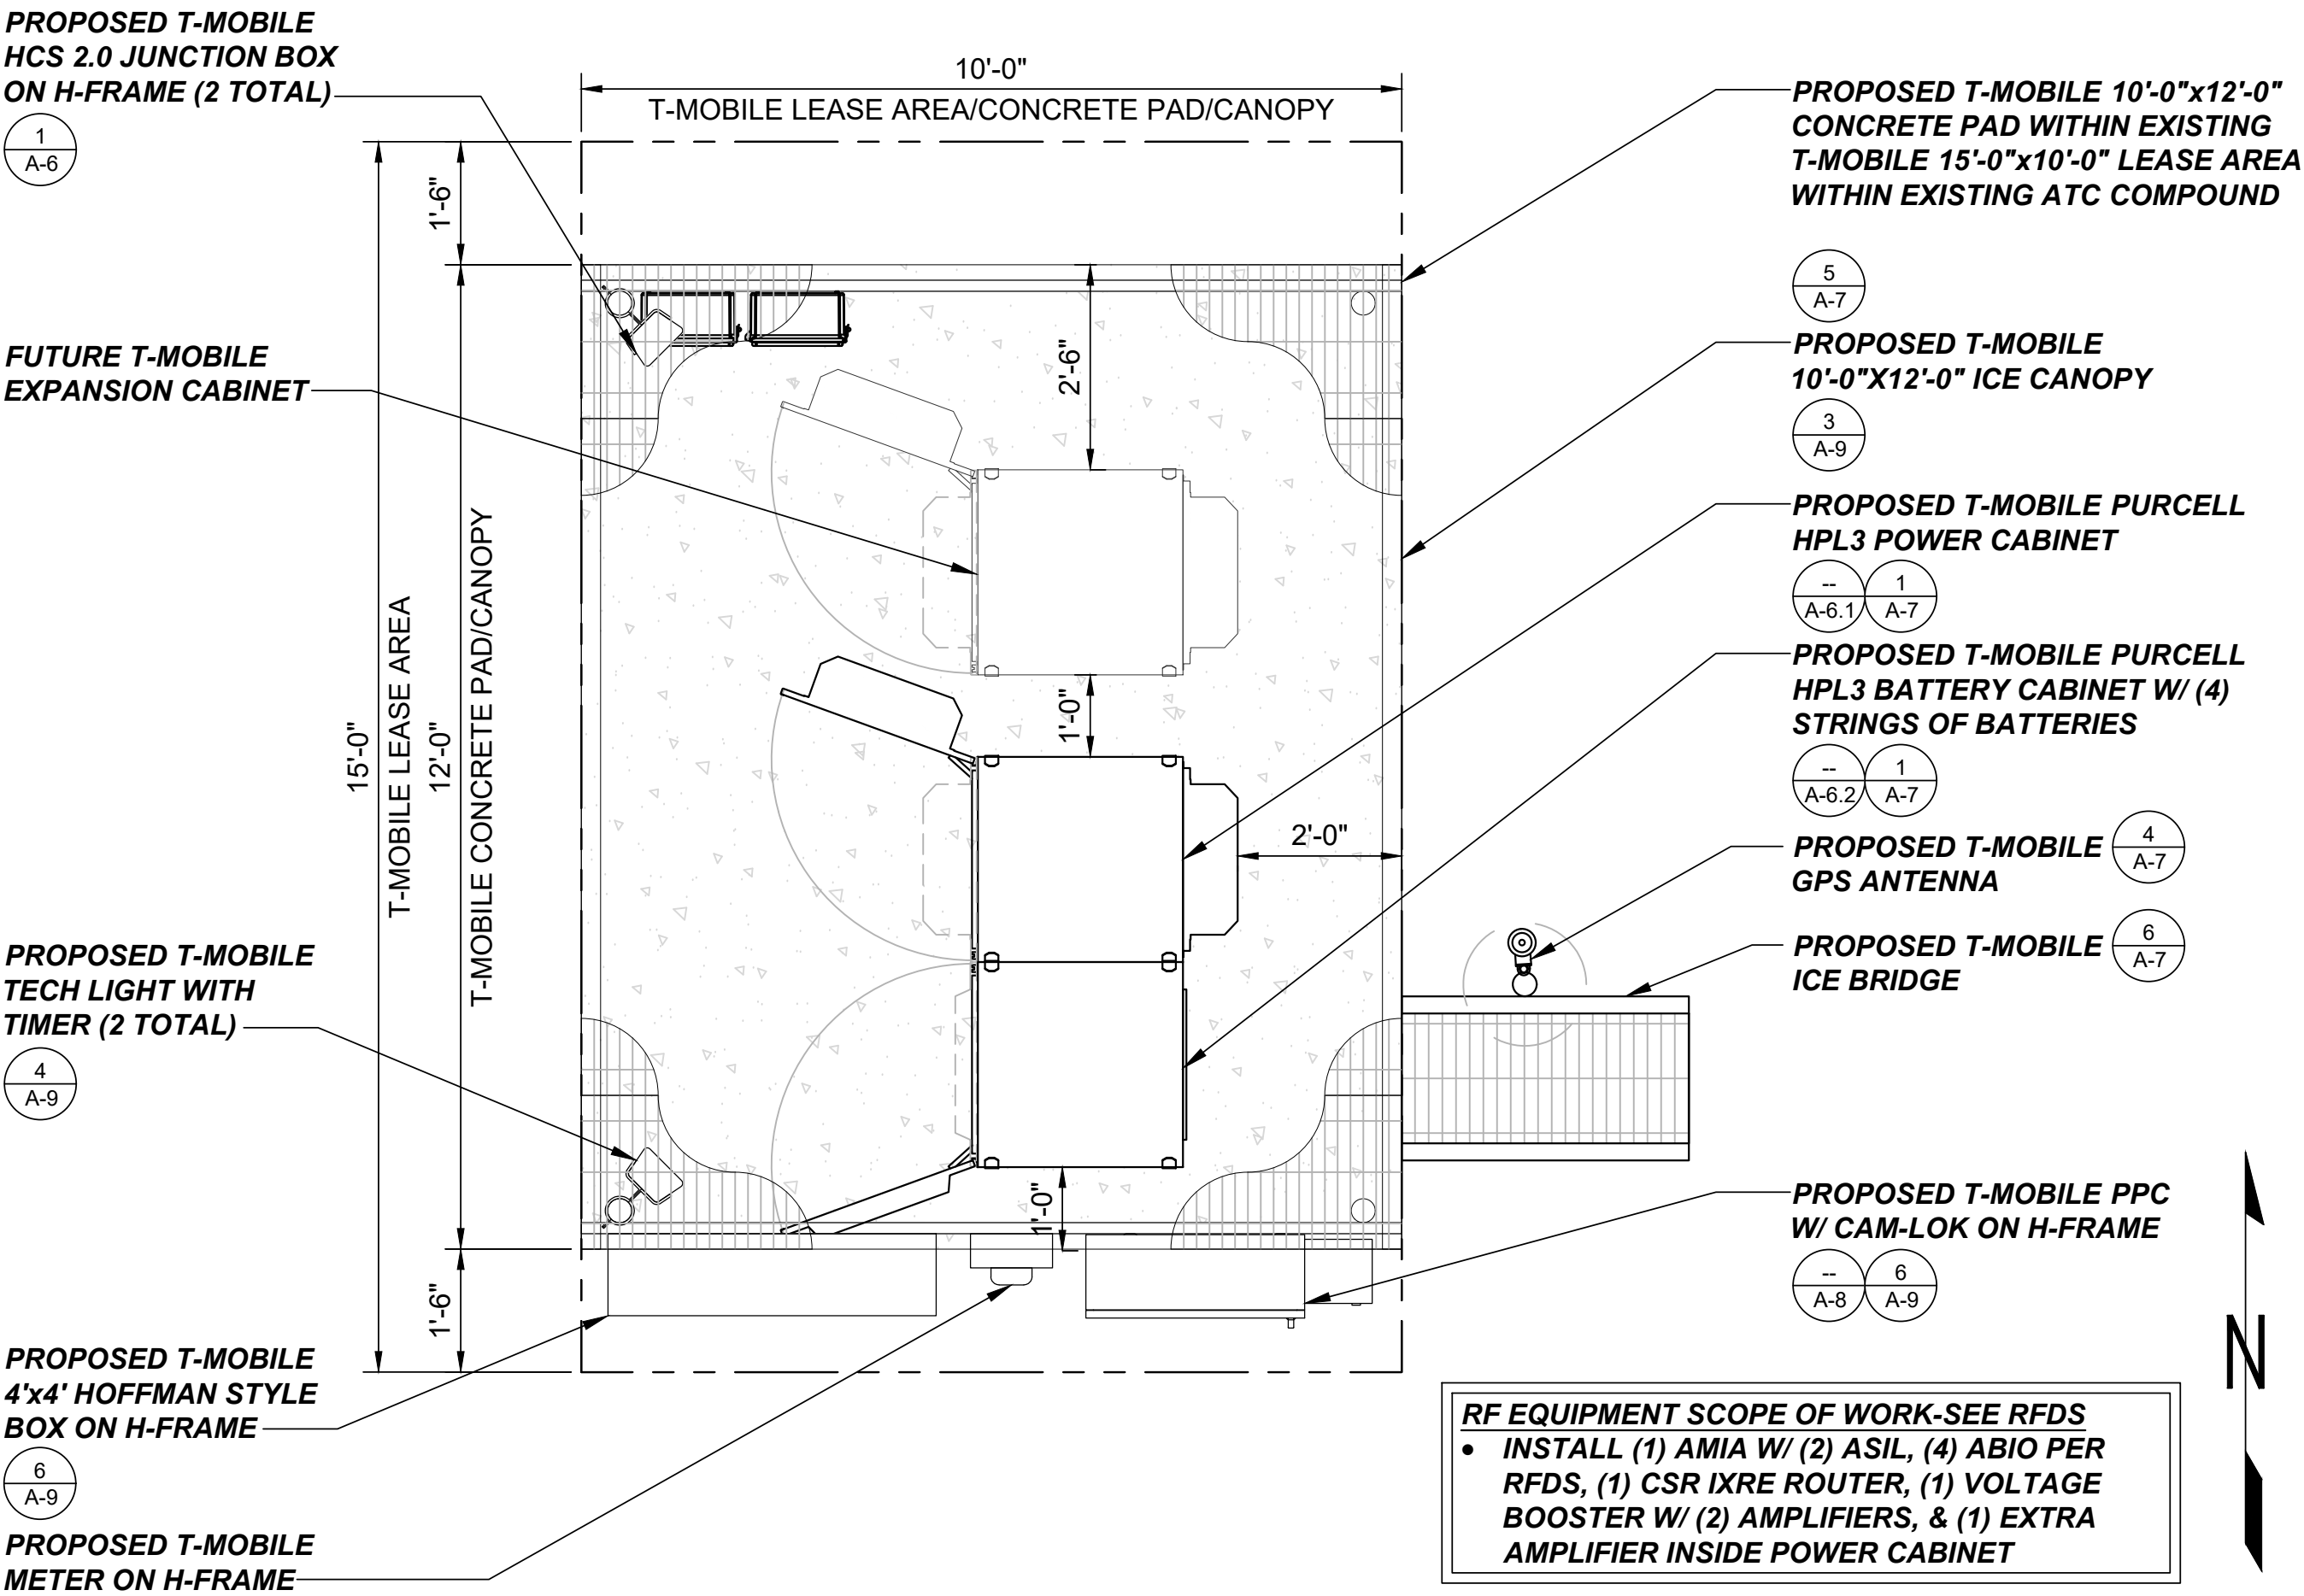 PROPOSED T-MOBILE
HCS 2.0 JUNCTION BOX
ON H-FRAME (2 TOTAL)
1
A-6
FUTURE T-MOBILE
EXPANSION CABINET
PROPOSED T-MOBILE
TECH LIGHT WITH
TIMER (2 TOTAL)
4
A-9
PROPOSED T-MOBILE
4'x4' HOFFMAN STYLE
BOX ON H-FRAME
6
A-9
PROPOSED T-MOBILE
METER ON H-FRAME
10'-0"
T-MOBILE LEASE AREA/CONCRETE PAD/CANOPY
1'-6"
15'-0"
T-MOBILE LEASE AREA
12'-0"
T-MOBILE CONCRETE PAD/CANOPY
1'-6"
2'-6"
1'-0"
2'-0"
1'-0"
PROPOSED T-MOBILE 10'-0"x12'-0"
CONCRETE PAD WITHIN EXISTING
T-MOBILE 15'-0"x10'-0" LEASE AREA
WITHIN EXISTING ATC COMPOUND
5
A-7
PROPOSED T-MOBILE
10'-0"X12'-0" ICE CANOPY
3
A-9
PROPOSED T-MOBILE PURCELL
HPL3 POWER CABINET
-- 1
A-6.1 A-7
PROPOSED T-MOBILE PURCELL
HPL3 BATTERY CABINET W/ (4)
STRINGS OF BATTERIES
-- 1
A-6.2 A-7
PROPOSED T-MOBILE
GPS ANTENNA
4
A-7
PROPOSED T-MOBILE
ICE BRIDGE
6
A-7
PROPOSED T-MOBILE PPC
W/ CAM-LOK ON H-FRAME
-- 6
A-8 A-9
N
RF EQUIPMENT SCOPE OF WORK-SEE RFDS
• INSTALL (1) AMIA W/ (2) ASIL, (4) ABIO PER
RFDS, (1) CSR IXRE ROUTER, (1) VOLTAGE
BOOSTER W/ (2) AMPLIFIERS, & (1) EXTRA
AMPLIFIER INSIDE POWER CABINET